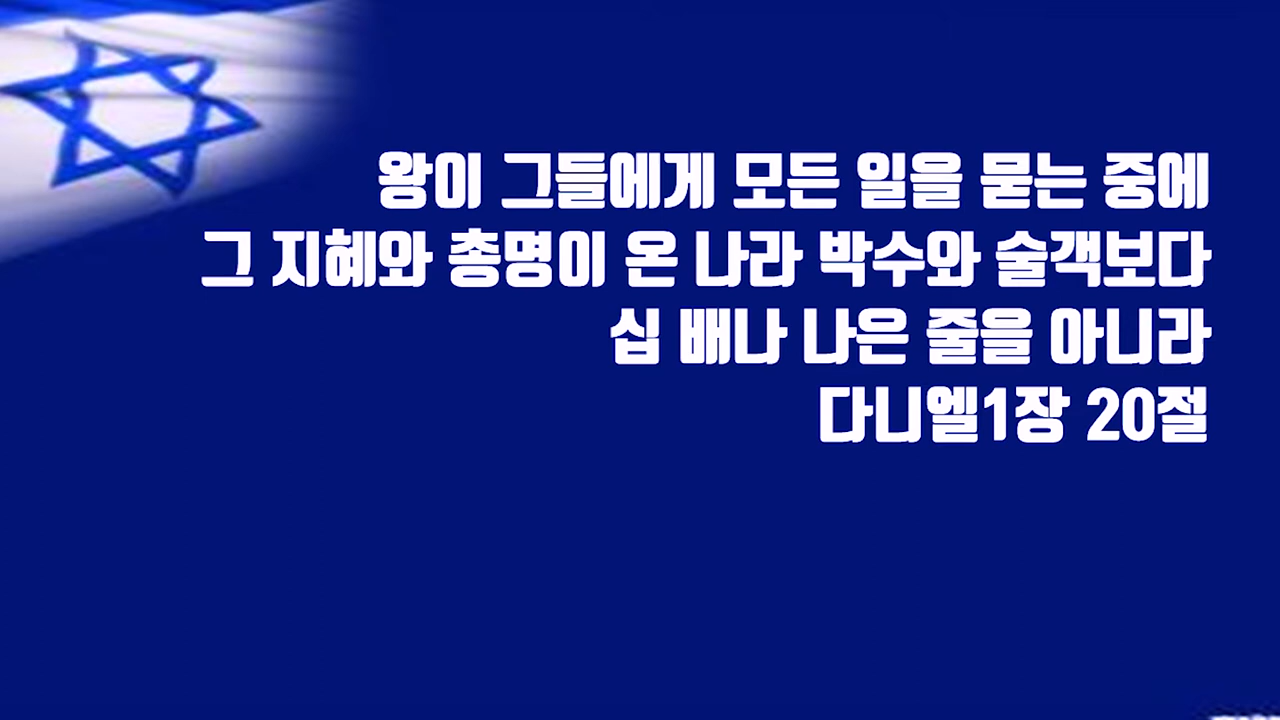 왕이 그들에게 모든 일을 묻는 중에
그 지혜와 총명이 온 나라 박수와 술객보다
십 배나 나은 줄을 아니라
다니엘1장 20절